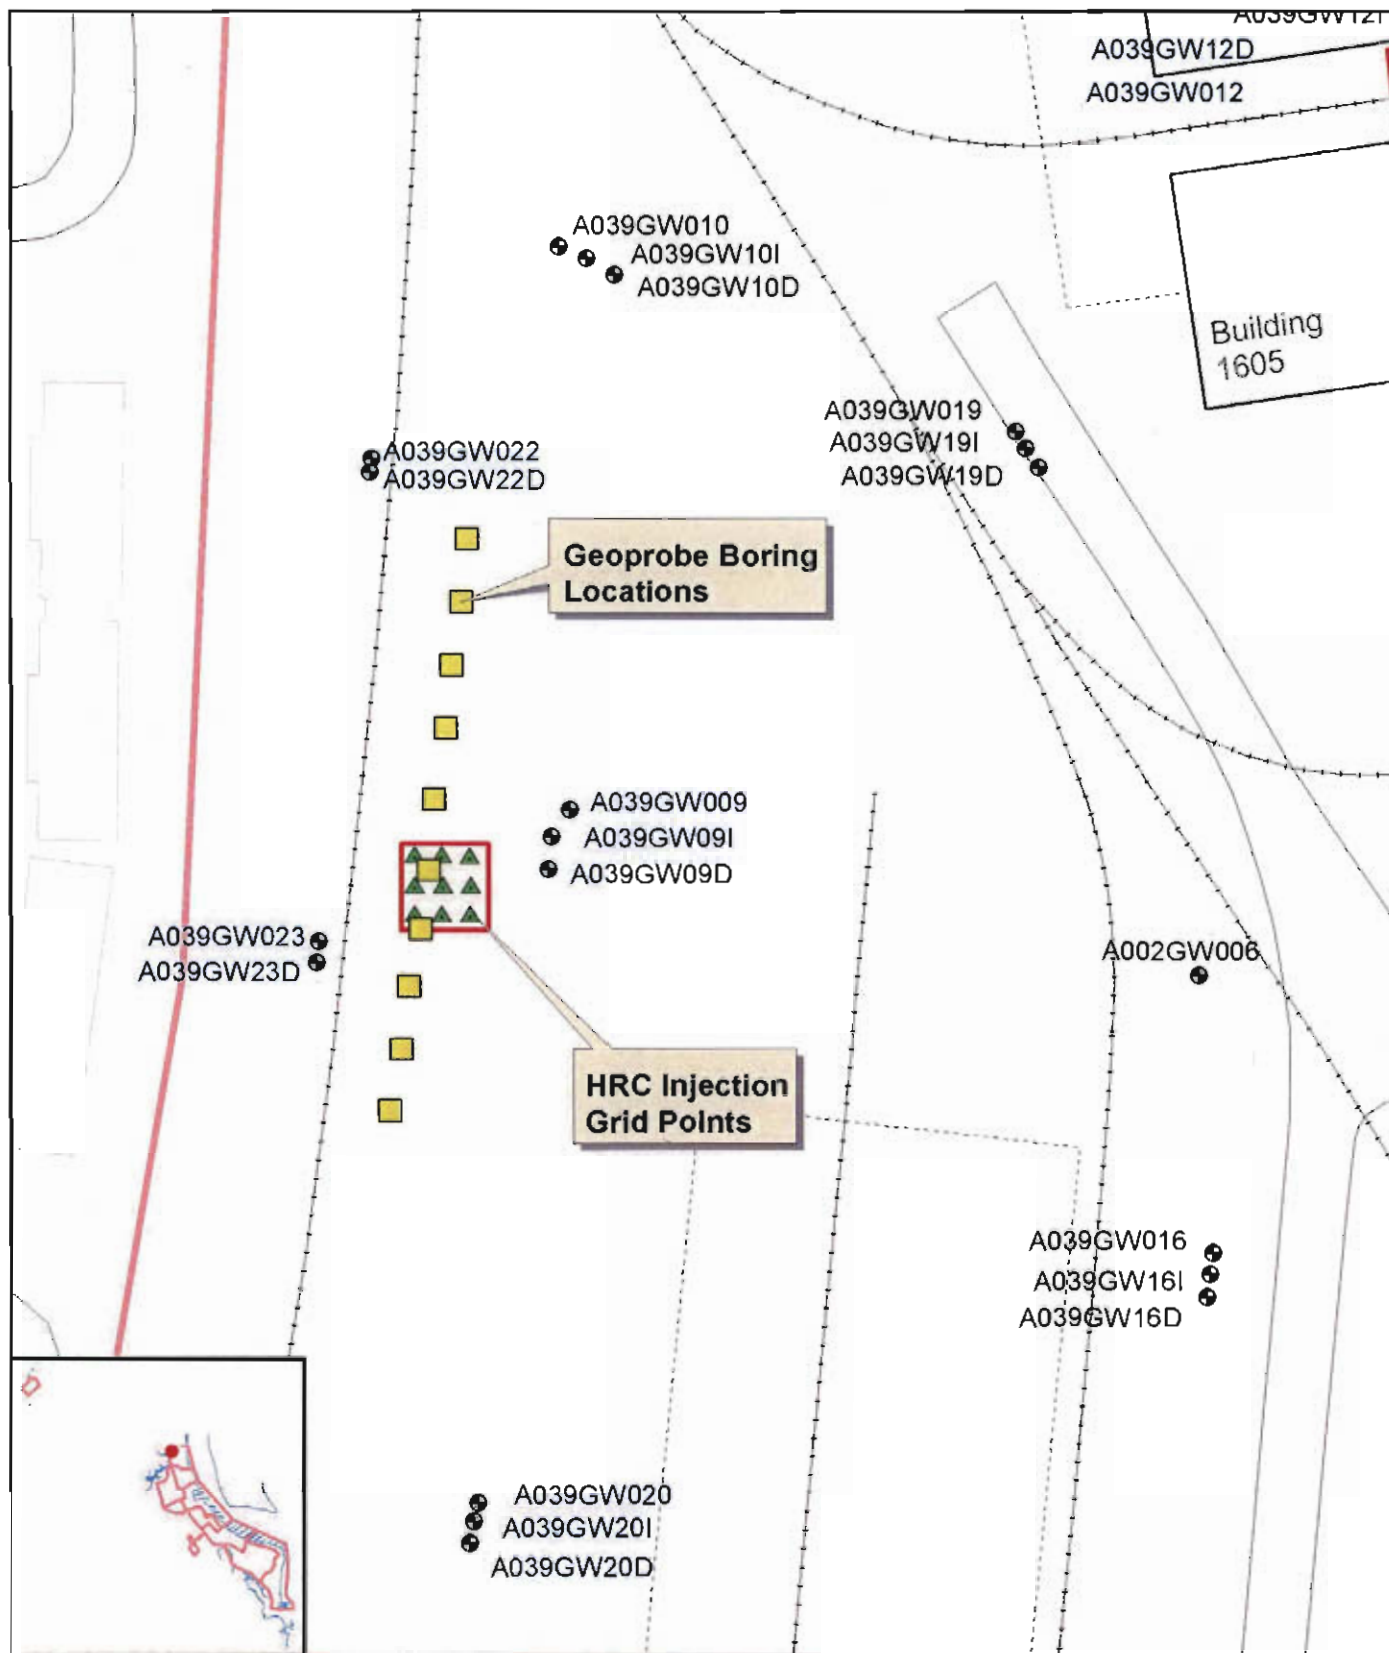 A039GW12I
A039GW12D
A039GW012
A039GW010
A039GW10I
A039GW10D
Building
1605
A039GW019
A039GW19I
A039GW19D
A039GW022
A039GW22D
Geoprobe Boring
Locations
A039GW009
A039GW09I
A039GW09D
A039GW023
A039GW23D
A002GW006
HRC Injection
Grid Points
A039GW016
A039GW16I
A039GW16D
A039GW020
A039GW20I
A039GW20D